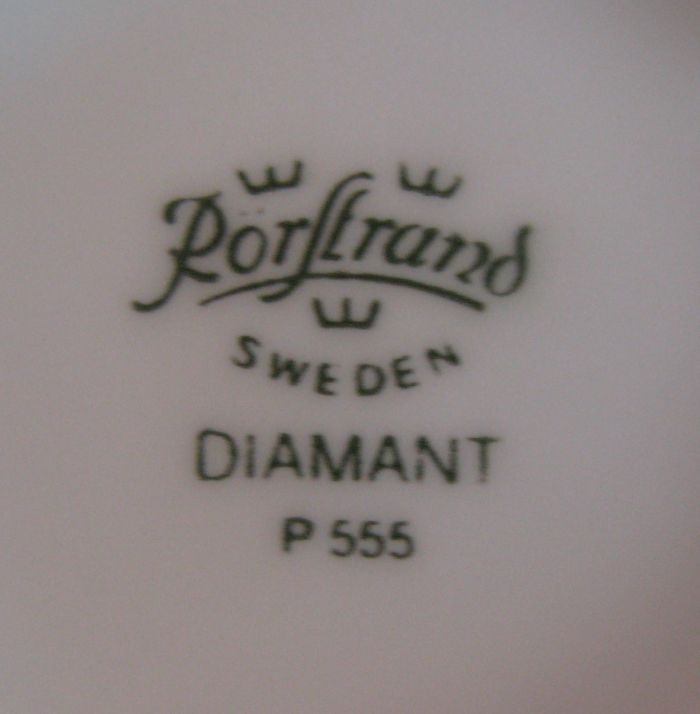 Rörstrand
SWEDEN
DIAMANT
P 555